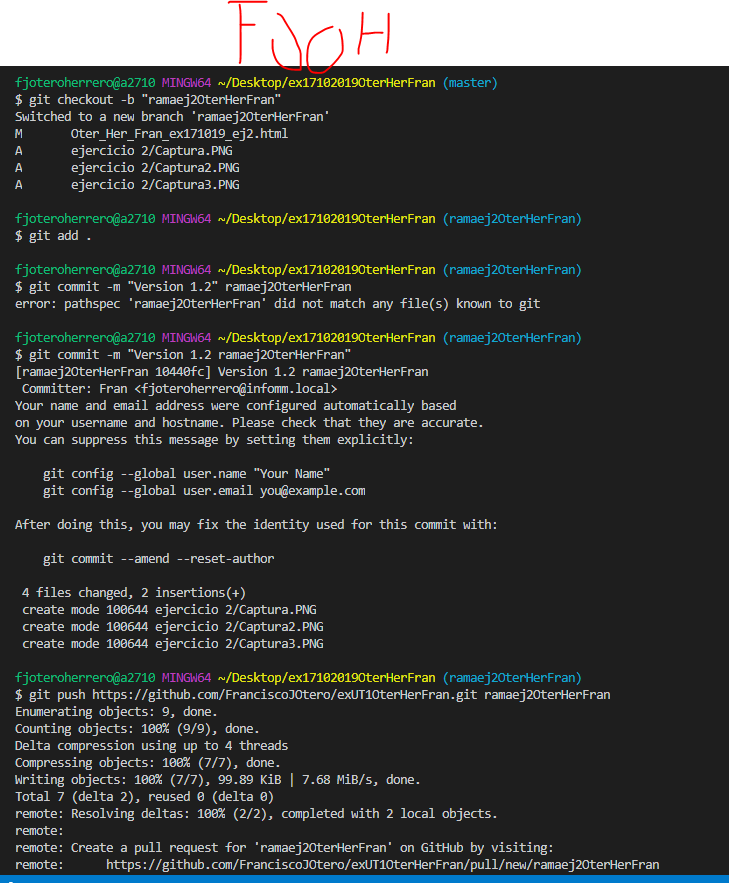 FJOH
fjoteroherrero@a2710 MINGW64 ~/Desktop/ex17102019OterHerFran (master)
$ git checkout -b "ramaej2OterHerFran"
Switched to a new branch 'ramaej2OterHerFran'
M       Oter_Her_Fran_ex171019_ej2.html
A       ejercicio 2/Captura.PNG
A       ejercicio 2/Captura2.PNG
A       ejercicio 2/Captura3.PNG
fjoteroherrero@a2710 MINGW64 ~/Desktop/ex17102019OterHerFran (ramaej2OterHerFran)
$ git add .
fjoteroherrero@a2710 MINGW64 ~/Desktop/ex17102019OterHerFran (ramaej2OterHerFran)
$ git commit -m "Version 1.2" ramaej2OterHerFran
error: pathspec 'ramaej2OterHerFran' did not match any file(s) known to git
fjoteroherrero@a2710 MINGW64 ~/Desktop/ex17102019OterHerFran (ramaej2OterHerFran)
$ git commit -m "Version 1.2 ramaej2OterHerFran"
[ramaej2OterHerFran 10440fc] Version 1.2 ramaej2OterHerFran
 Committer: Fran <fjoteroherrero@infomm.local>
Your name and email address were configured automatically based
on your username and hostname. Please check that they are accurate.
You can suppress this message by setting them explicitly:
    git config --global user.name "Your Name"
    git config --global user.email you@example.com
After doing this, you may fix the identity used for this commit with:
    git commit --amend --reset-author
 4 files changed, 2 insertions(+)
 create mode 100644 ejercicio 2/Captura.PNG
 create mode 100644 ejercicio 2/Captura2.PNG
 create mode 100644 ejercicio 2/Captura3.PNG
fjoteroherrero@a2710 MINGW64 ~/Desktop/ex17102019OterHerFran (ramaej2OterHerFran)
$ git push https://github.com/FranciscoJOtero/exUT1OterHerFran.git ramaej2OterHerFran
Enumerating objects: 9, done.
Counting objects: 100% (9/9), done.
Delta compression using up to 4 threads
Compressing objects: 100% (7/7), done.
Writing objects: 100% (7/7), 99.89 KiB | 7.68 MiB/s, done.
Total 7 (delta 2), reused 0 (delta 0)
remote: Resolving deltas: 100% (2/2), completed with 2 local objects.
remote:
remote: Create a pull request for 'ramaej2OterHerFran' on GitHub by visiting:
remote:      https://github.com/FranciscoJOtero/exUT1OterHerFran/pull/new/ramaej2OterHerFran